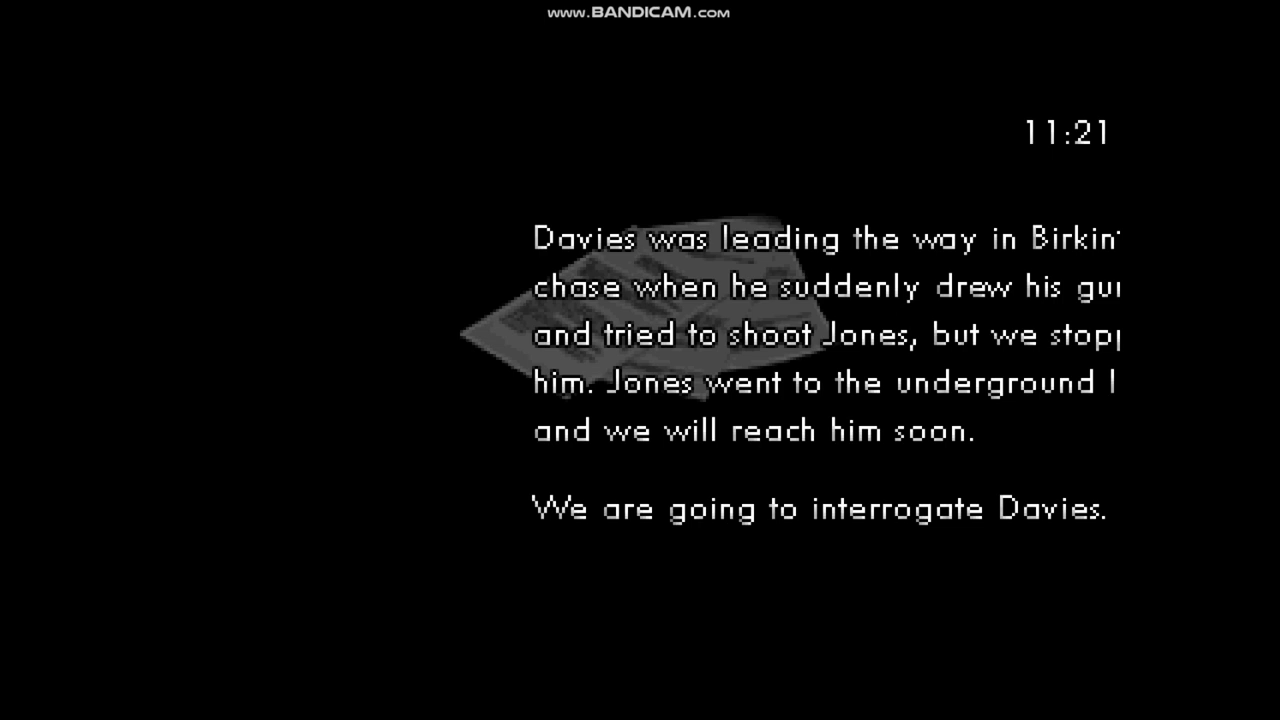 www.BANDICAM.com
11:21
Davies was leading the way in
chase when he suddenly drew his
and tried to shoot Jones, but we
him. Jones went to the underground
and we will reach him soon.
We are going to interrogate Davies.